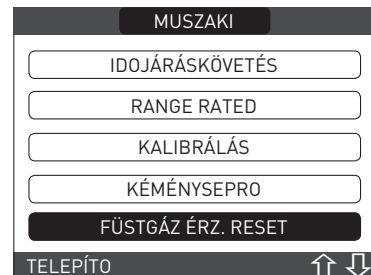 MUSZAKI
IDOJÁRÁSKÖVETÉS
RANGE RATED
KALIBRÁLÁS
KÉMÉNYSEPRO
FÜSTGÁZ ÉRZ. RESET
TELEPÍTO